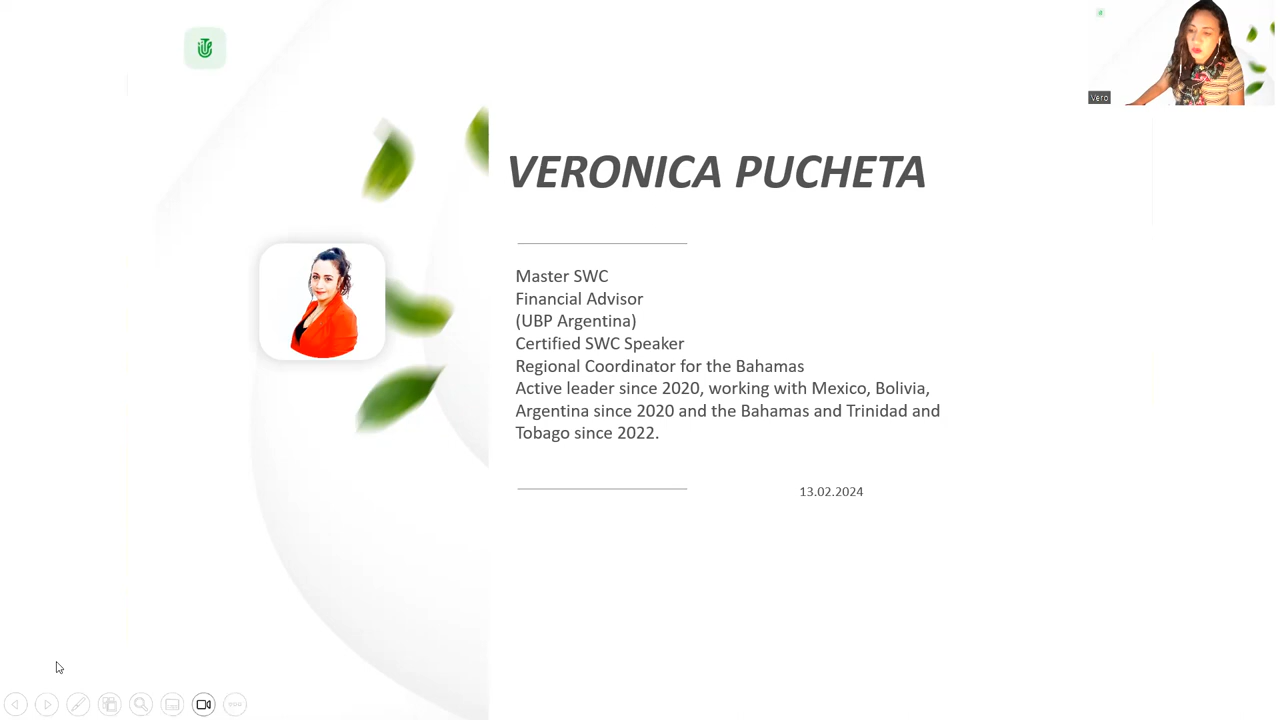 Vero
VERONICA PUCHETA
Master SWC
Financial Advisor
(UBP Argentina)
Certified SWC Speaker
Regional Coordinator for the Bahamas
Active leader since 2020, working with Mexico, Bolivia,
Argentina since 2020 and the Bahamas and Trinidad and
Tobago since 2022.
13.02.2024